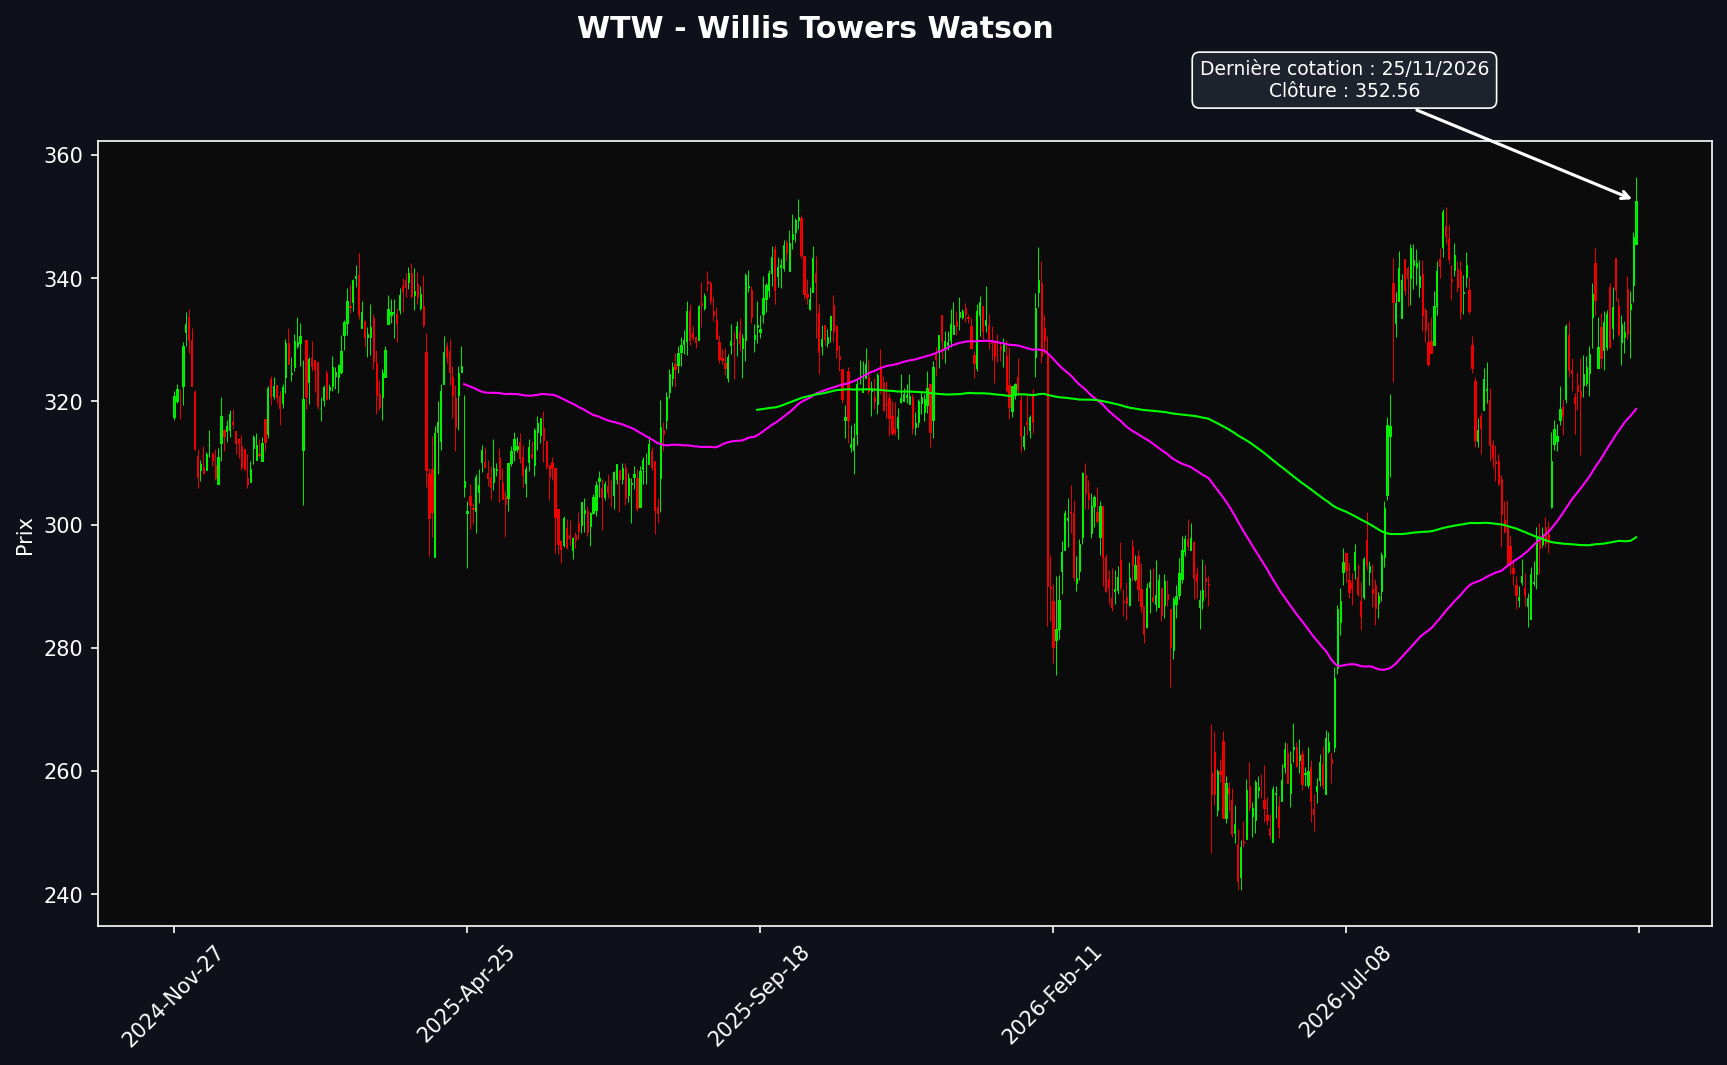 WTW - Willis Towers Watson
Dernière cotation : 25/11/2026
Clôture : 352.56
Prix
360
340
320
300
280
260
240
2024-Nov-27
2025-Apr-25
2025-Sep-18
2026-Feb-11
2026-Jul-08